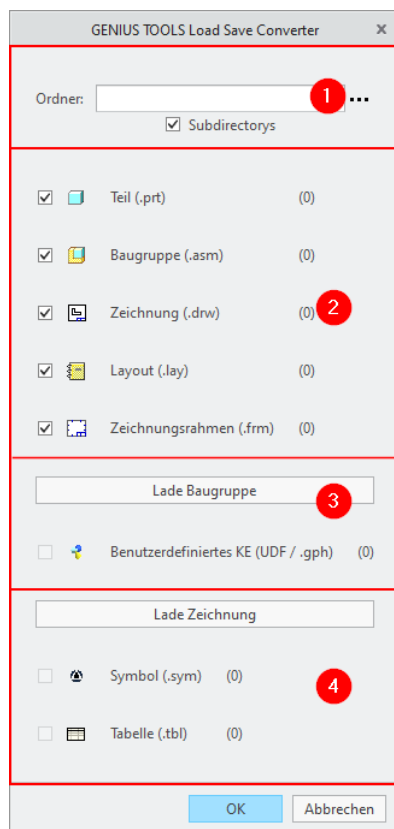 GENIUS TOOLS Load Save Converter x
Ordner: 1 ...
Subdirectorys
Teil (.prt) (0)
Baugruppe (.asm) (0)
Zeichnung (.drw) (0) 2
Layout (.lay) (0)
Zeichnungsrahmen (.frm) (0)
Lade Baugruppe 3
Benutzerdefiniertes KE (UDF / .gph) (0)
Lade Zeichnung
Symbol (.sym) (0)
4
Tabelle (.tbl) (0)
OK Abbrechen